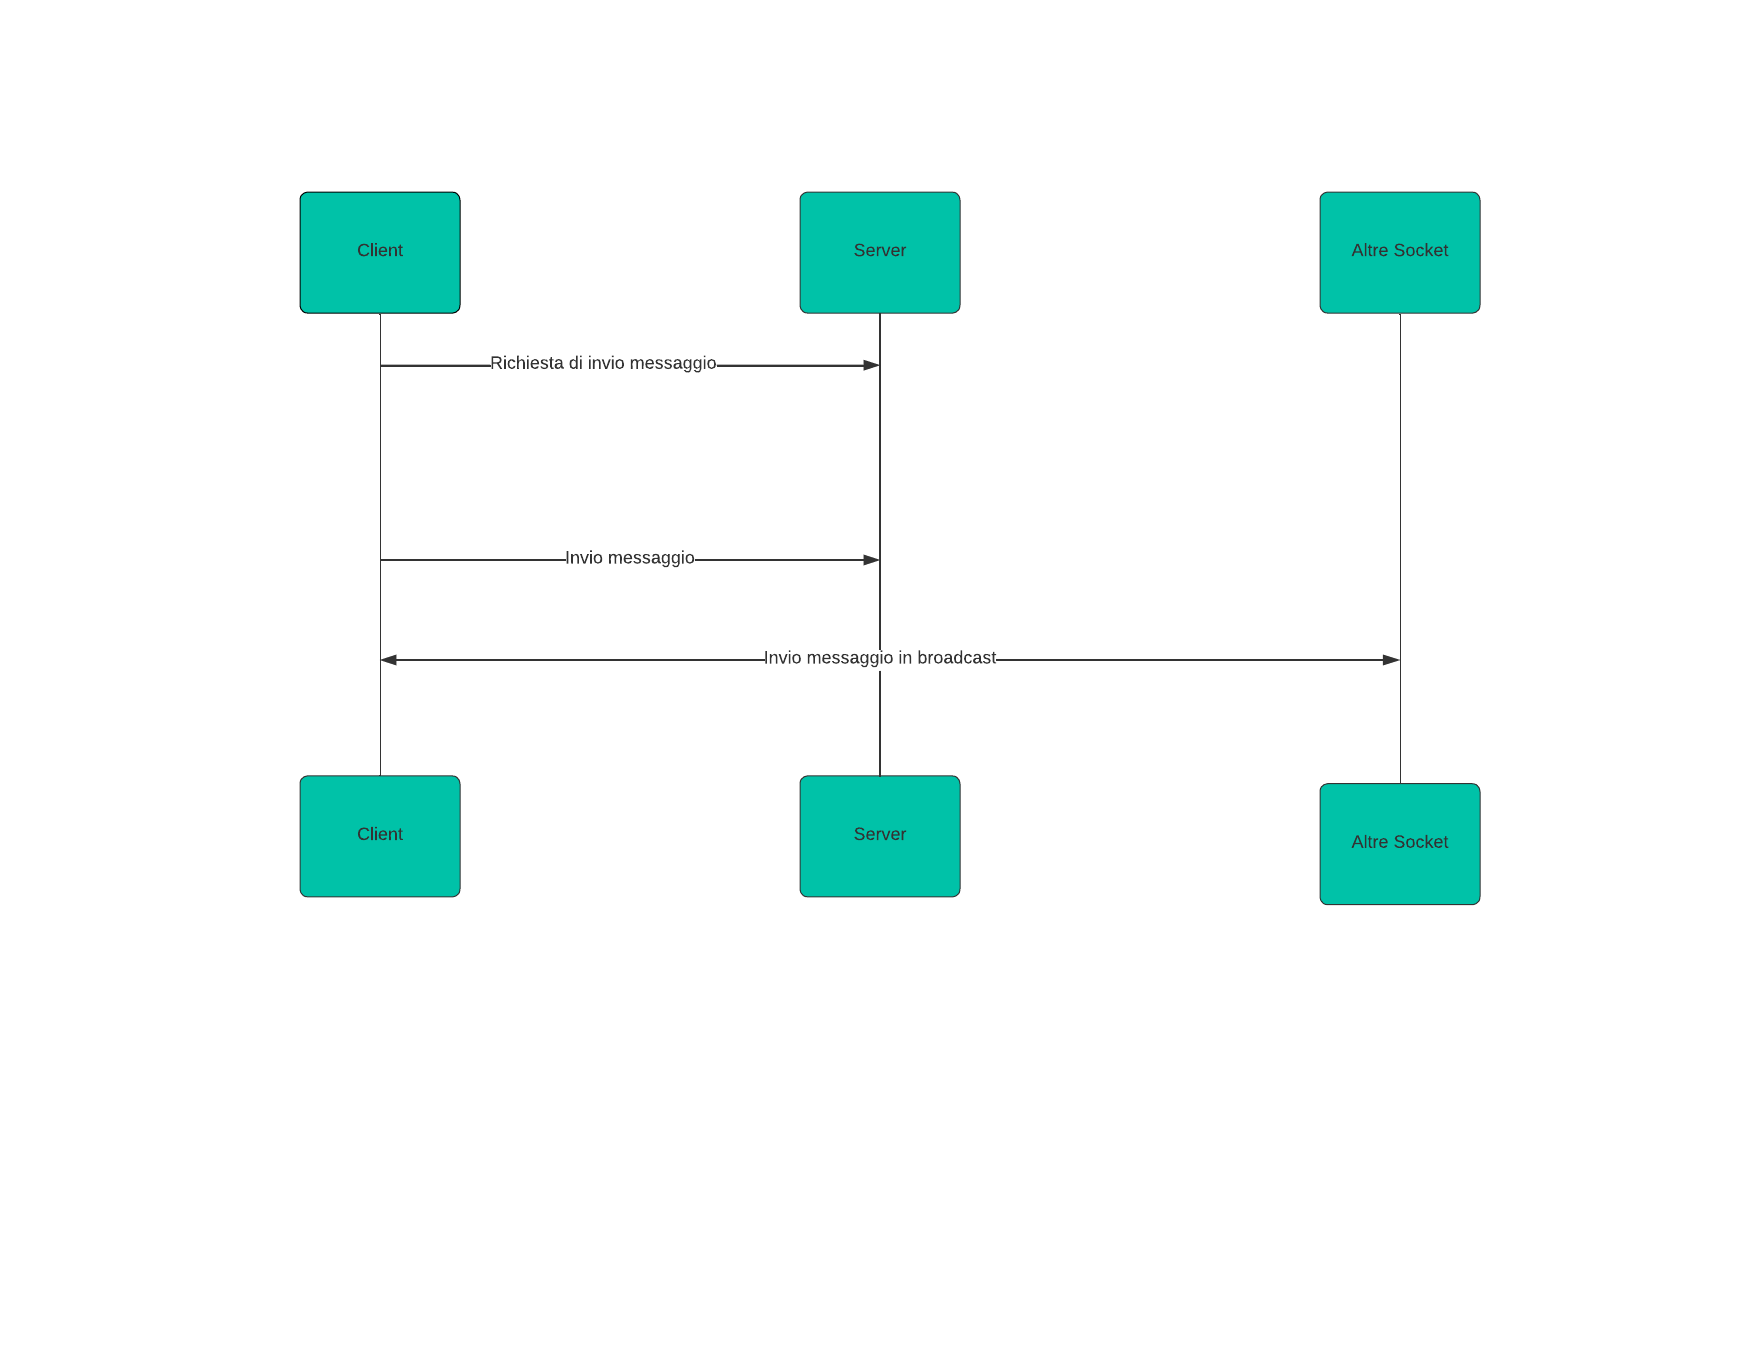 Client
Server
Altre Socket
Richiesta di invio messaggio
Invio messaggio
Invio messaggio in broadcast
Client
Server
Altre Socket